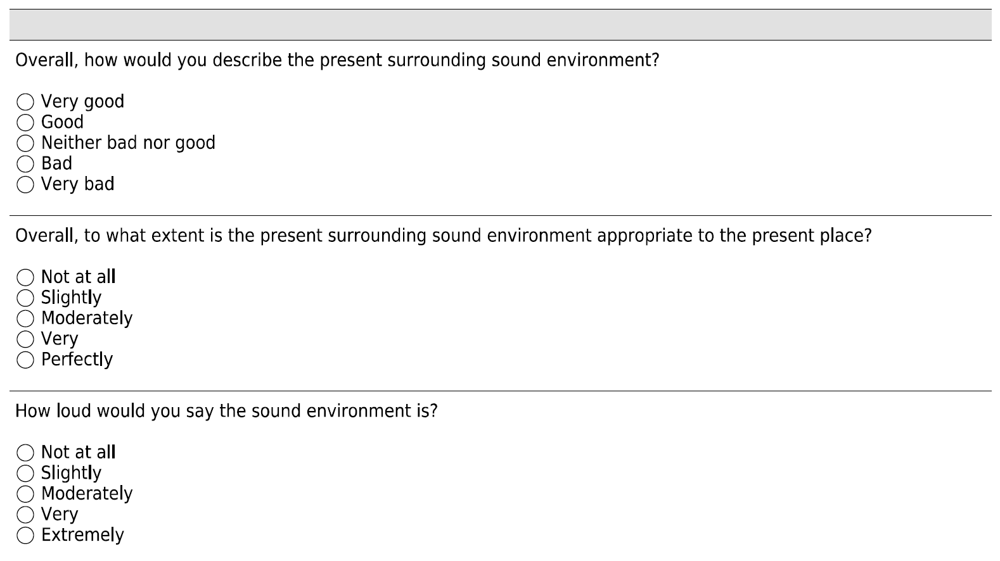 Overall, how would you describe the present surrounding sound environment?
Very good
Good
Neither bad nor good
Bad
Very bad
Overall, to what extent is the present surrounding sound environment appropriate to the present place?
Not at all
Slightly
Moderately
Very
Perfectly
How loud would you say the sound environment is?
Not at all
Slightly
Moderately
Very
Extremely